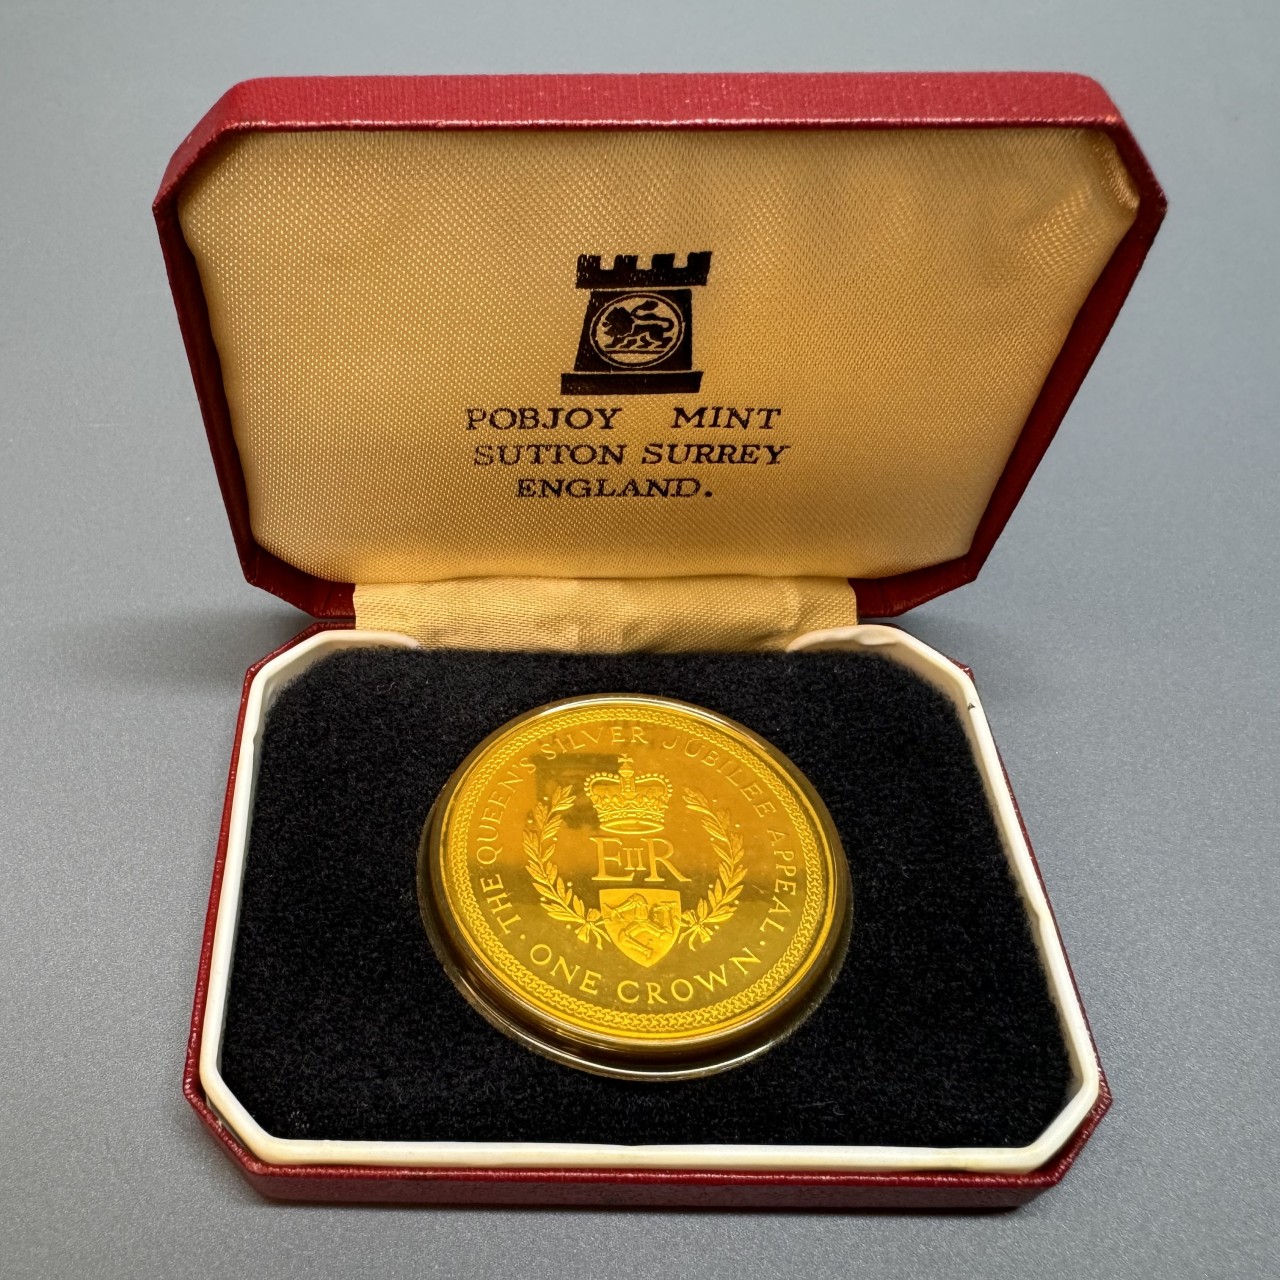 POBJOY MINT
SUTTON SURREY
ENGLAND.
THE QUEEN'S SILVER JUBILEE APPEAL
EIIR
· ONE CROWN ·